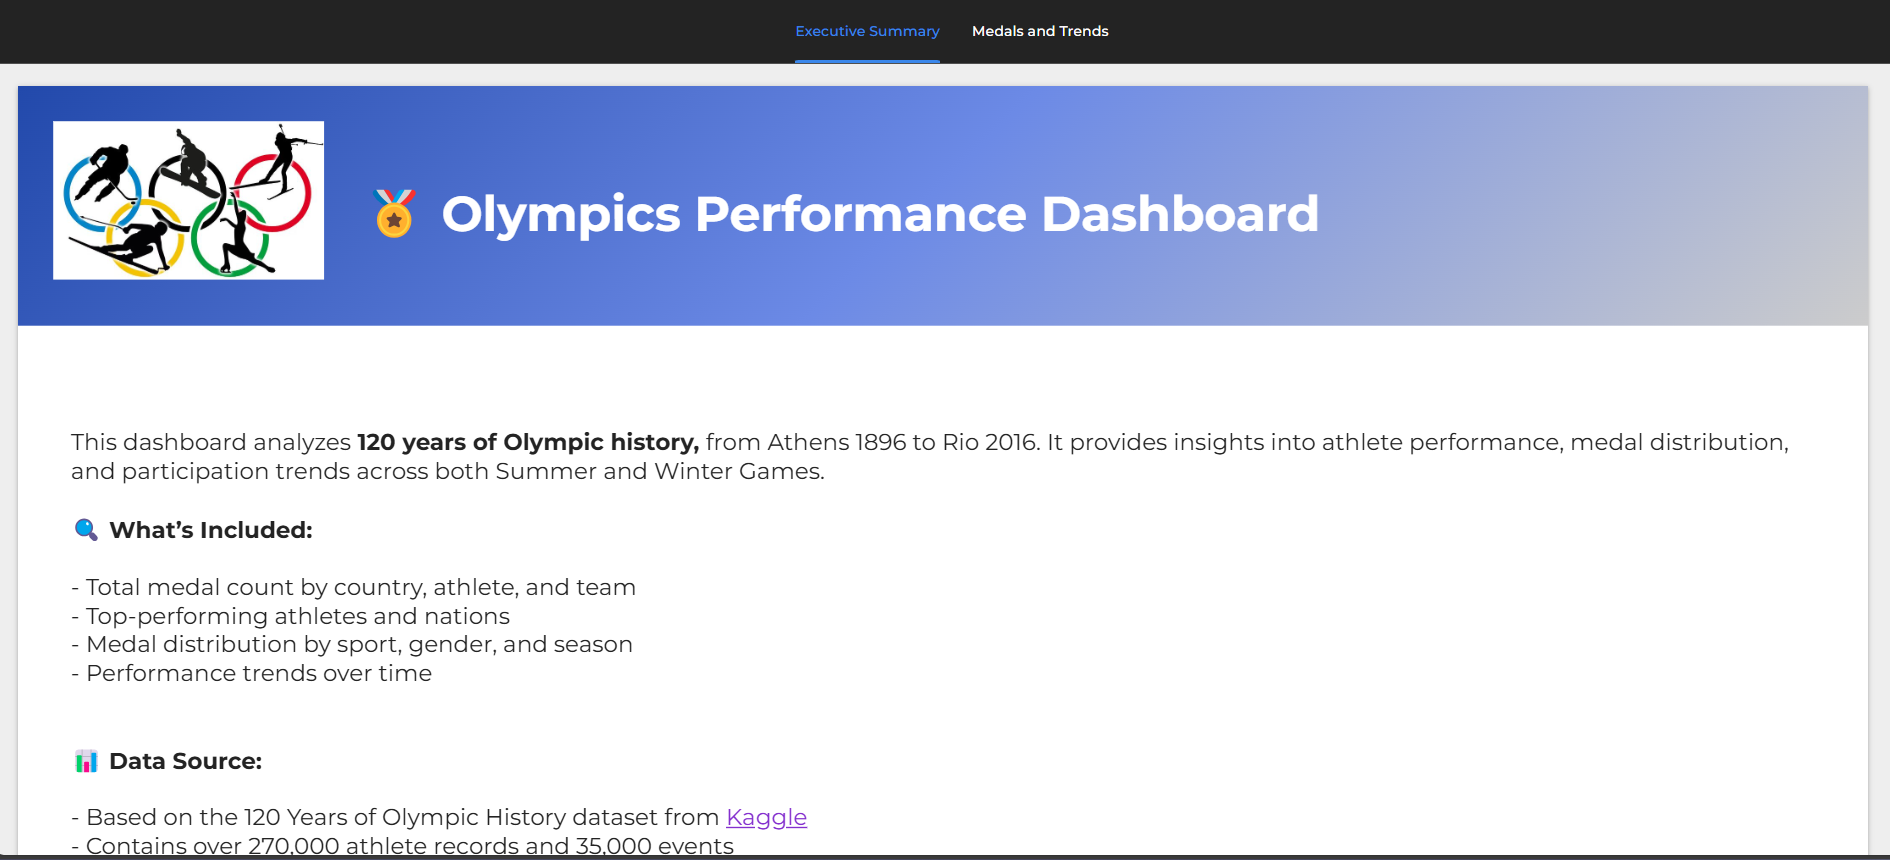 Executive Summary
Medals and Trends
Olympics Performance Dashboard
This dashboard analyzes 120 years of Olympic history, from Athens 1896 to Rio 2016. It provides insights into athlete performance, medal distribution,
and participation trends across both Summer and Winter Games.
What’s Included:
- Total medal count by country, athlete, and team
- Top-performing athletes and nations
- Medal distribution by sport, gender, and season
- Performance trends over time
Data Source:
- Based on the 120 Years of Olympic History dataset from Kaggle
- Contains over 270,000 athlete records and 35,000 events